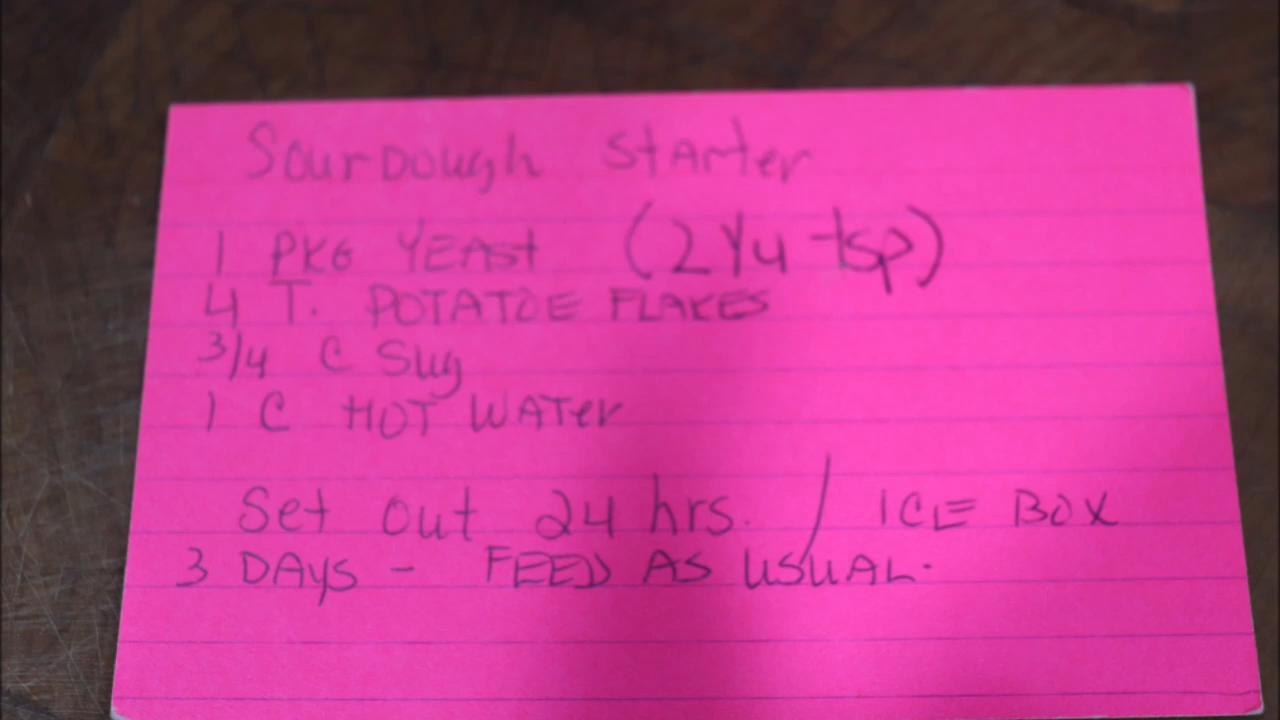 Sourdough Starter
1 PKG YEAST (2 1/4 tsp)
4 T. POTATOE FLAKES
3/4 C Sug
1 C HOT WATER
Set out 24 hrs. / ICE BOX
3 DAYS - FEED AS USUAL.